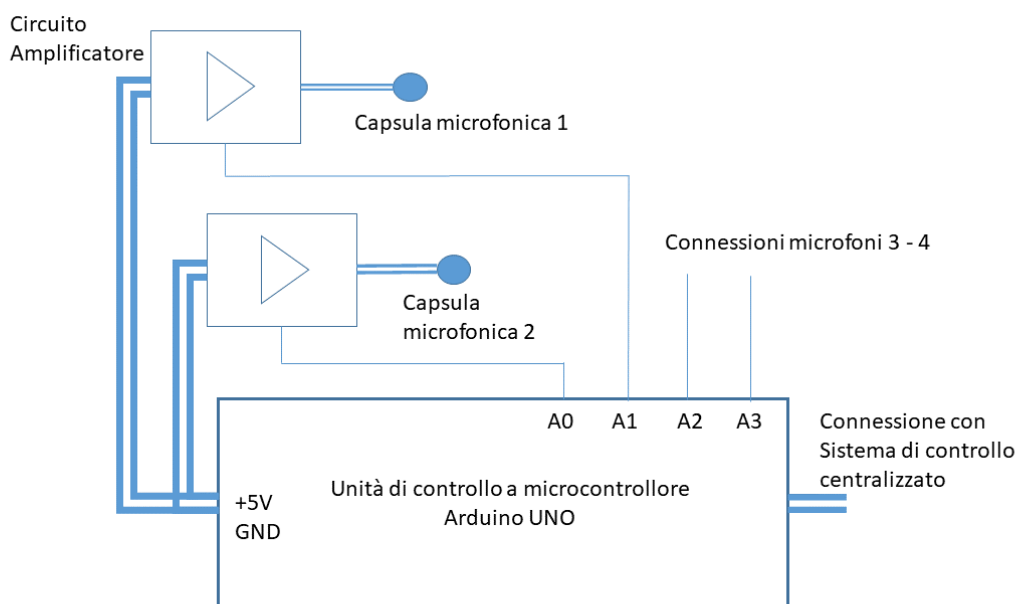 Circuito
Amplificatore
Capsula microfonica 1
Connessioni microfoni 3 - 4
Capsula
microfonica 2
A0 A1 A2 A3
Connessione con
Sistema di controllo
centralizzato
Unità di controllo a microcontrollore
Arduino UNO
+5V
GND